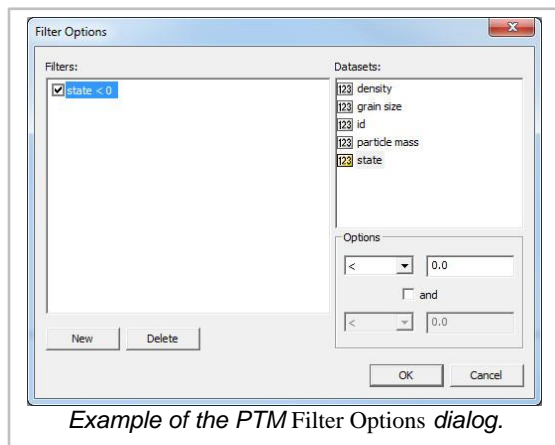 Filter Options
Filters:
state < 0
New
Delete
Datasets:
123 density
123 grain size
123 id
123 particle mass
123 state
Options
< 0.0
and
< 0.0
OK
Cancel
Example of the PTM Filter Options dialog.